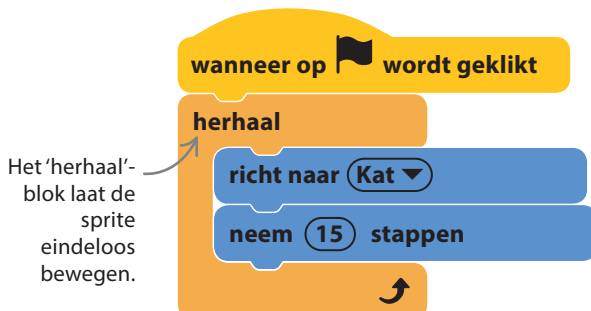 wanneer op wordt geklikt
herhaal
Het ‘herhaal’-
blok laat de
sprite
eindeloos
bewegen.
richt naar Kat
neem 15 stappen